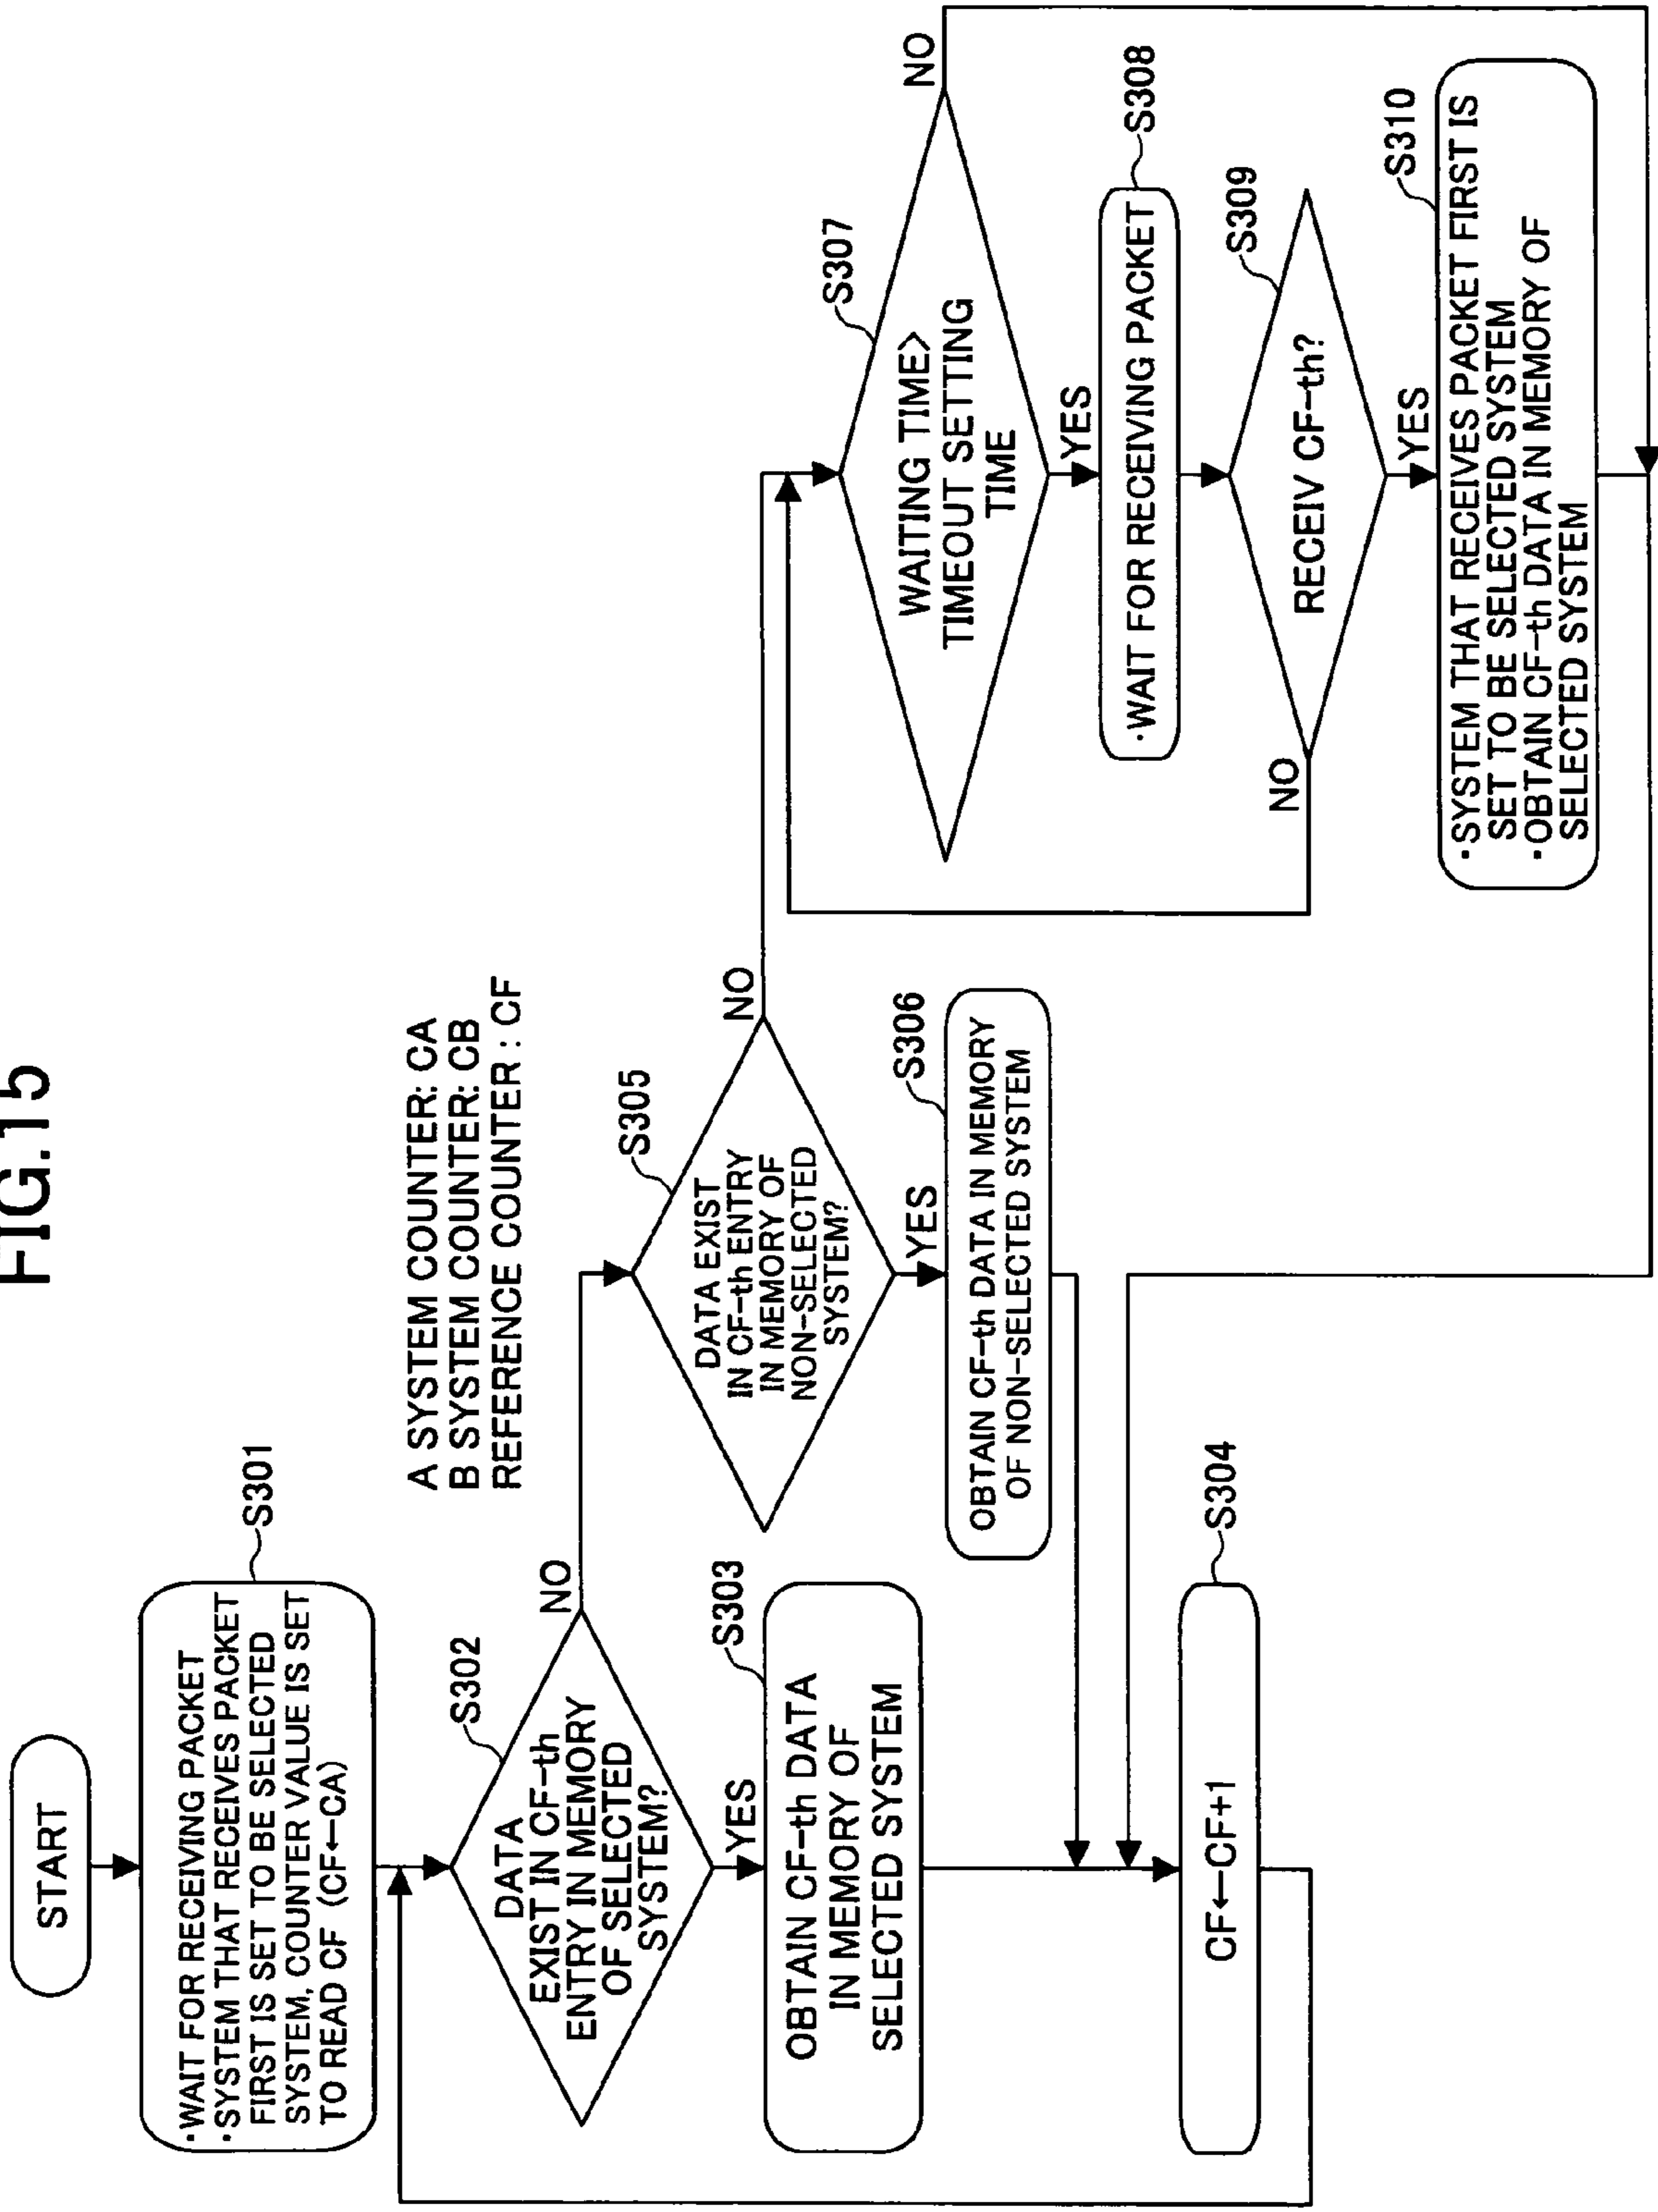 FIG.15
START
S301
·WAIT FOR RECEIVING PACKET
·SYSTEM THAT RECEIVES PACKET
FIRST IS SET TO BE SELECTED
SYSTEM, COUNTER VALUE IS SET
TO READ CF (CF←CA)
A SYSTEM COUNTER: CA
B SYSTEM COUNTER: CB
REFERENCE COUNTER : CF
S302
DATA
EXIST IN CF-th
ENTRY IN MEMORY
OF SELECTED
SYSTEM?
NO
YES
S303
OBTAIN CF-th DATA
IN MEMORY OF
SELECTED SYSTEM
S304
CF←CF+1
S305
DATA EXIST
IN CF-th ENTRY
IN MEMORY OF
NON-SELECTED
SYSTEM?
NO
YES
S306
OBTAIN CF-th DATA IN MEMORY
OF NON-SELECTED SYSTEM
S307
WAITING TIME>
TIMEOUT SETTING
TIME
NO
YES
S308
·WAIT FOR RECEIVING PACKET
S309
RECEIV CF-th?
NO
YES
S310
·SYSTEM THAT RECEIVES PACKET FIRST IS
SET TO BE SELECTED SYSTEM
·OBTAIN CF-th DATA IN MEMORY OF
SELECTED SYSTEM